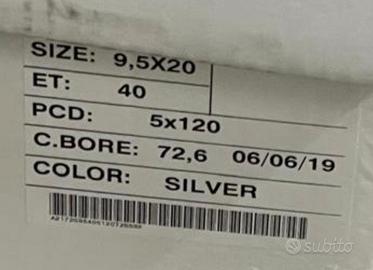 SIZE: 9,5X20
ET: 40
PCD: 5x120
C.BORE: 72,6 06/06/19
COLOR: SILVER
subito